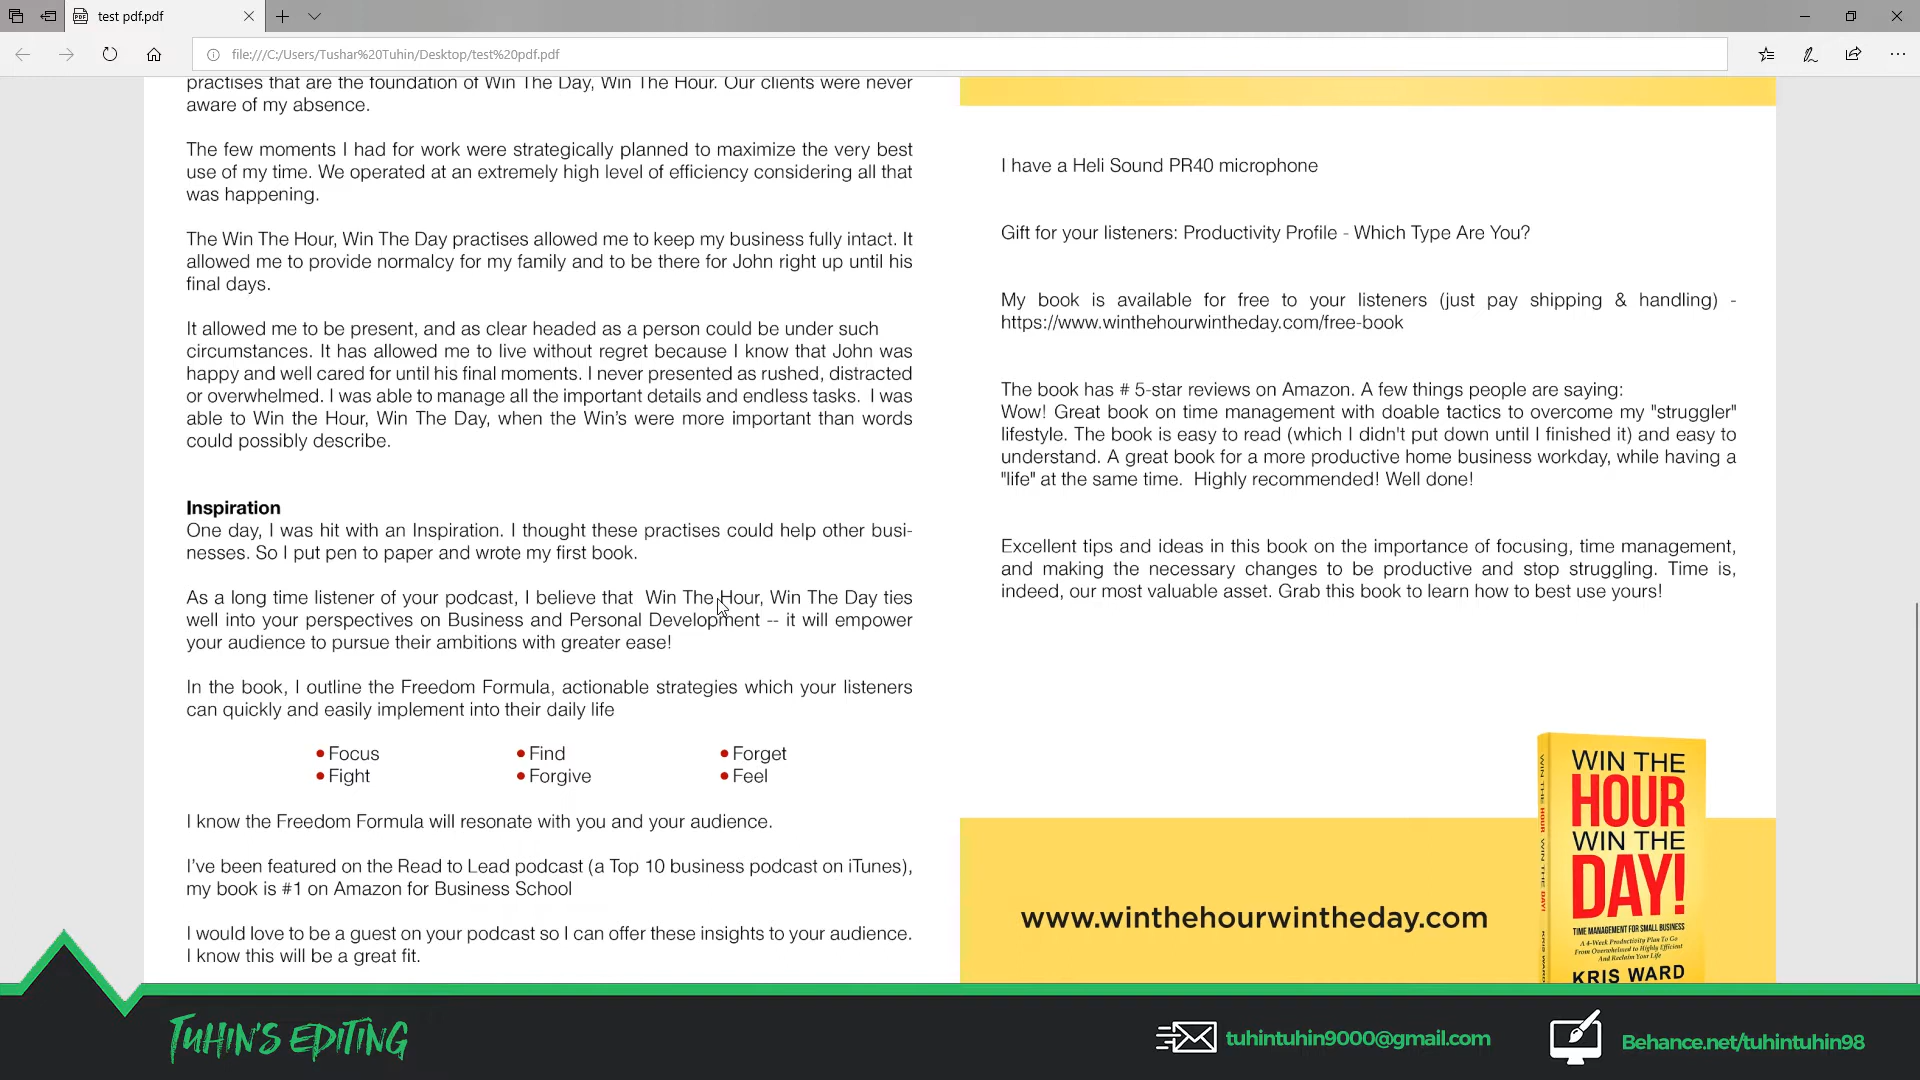 test pdf.pdf
file:///C:/Users/Tushar%20Tuhin/Desktop/test%20pdf.pdf
practises that are the foundation of Win The Day, Win The Hour. Our clients were never
aware of my absence.
The few moments I had for work were strategically planned to maximize the very best
use of my time. We operated at an extremely high level of efficiency considering all that
was happening.
The Win The Hour, Win The Day practises allowed me to keep my business fully intact. It
allowed me to provide normalcy for my family and to be there for John right up until his
final days.
It allowed me to be present, and as clear headed as a person could be under such
circumstances. It has allowed me to live without regret because I know that John was
happy and well cared for until his final moments. I never presented as rushed, distracted
or overwhelmed. I was able to manage all the important details and endless tasks.  I was
able to Win the Hour, Win The Day, when the Win's were more important than words
could possibly describe.
Inspiration
One day, I was hit with an Inspiration. I thought these practises could help other busi-
nesses. So I put pen to paper and wrote my first book.
As a long time listener of your podcast, I believe that  Win The Hour, Win The Day ties
well into your perspectives on Business and Personal Development -- it will empower
your audience to pursue their ambitions with greater ease!
In the book, I outline the Freedom Formula, actionable strategies which your listeners
can quickly and easily implement into their daily life
• Focus • Find • Forget
• Fight • Forgive • Feel
I know the Freedom Formula will resonate with you and your audience.
I've been featured on the Read to Lead podcast (a Top 10 business podcast on iTunes),
my book is #1 on Amazon for Business School
I would love to be a guest on your podcast so I can offer these insights to your audience.
I know this will be a great fit.
I have a Heli Sound PR40 microphone
Gift for your listeners: Productivity Profile - Which Type Are You?
My book is available for free to your listeners (just pay shipping & handling) -
https://www.winthehourwintheday.com/free-book
The book has # 5-star reviews on Amazon. A few things people are saying:
Wow! Great book on time management with doable tactics to overcome my "struggler"
lifestyle. The book is easy to read (which I didn't put down until I finished it) and easy to
understand. A great book for a more productive home business workday, while having a
"life" at the same time.  Highly recommended! Well done!
Excellent tips and ideas in this book on the importance of focusing, time management,
and making the necessary changes to be productive and stop struggling. Time is,
indeed, our most valuable asset. Grab this book to learn how to best use yours!
www.winthehourwintheday.com
WIN THE HOUR WIN THE DAY! KRIS WARD
WIN THE
HOUR
WIN THE
DAY!
TIME MANAGEMENT FOR SMALL BUSINESS
A 4-Week Productivity Plan To Go
From Overwhelmed to Highly Efficient
And Reclaim Your Life
KRIS WARD
TUHIN'S EDITING
tuhintuhin9000@gmail.com
Behance.net/tuhintuhin98